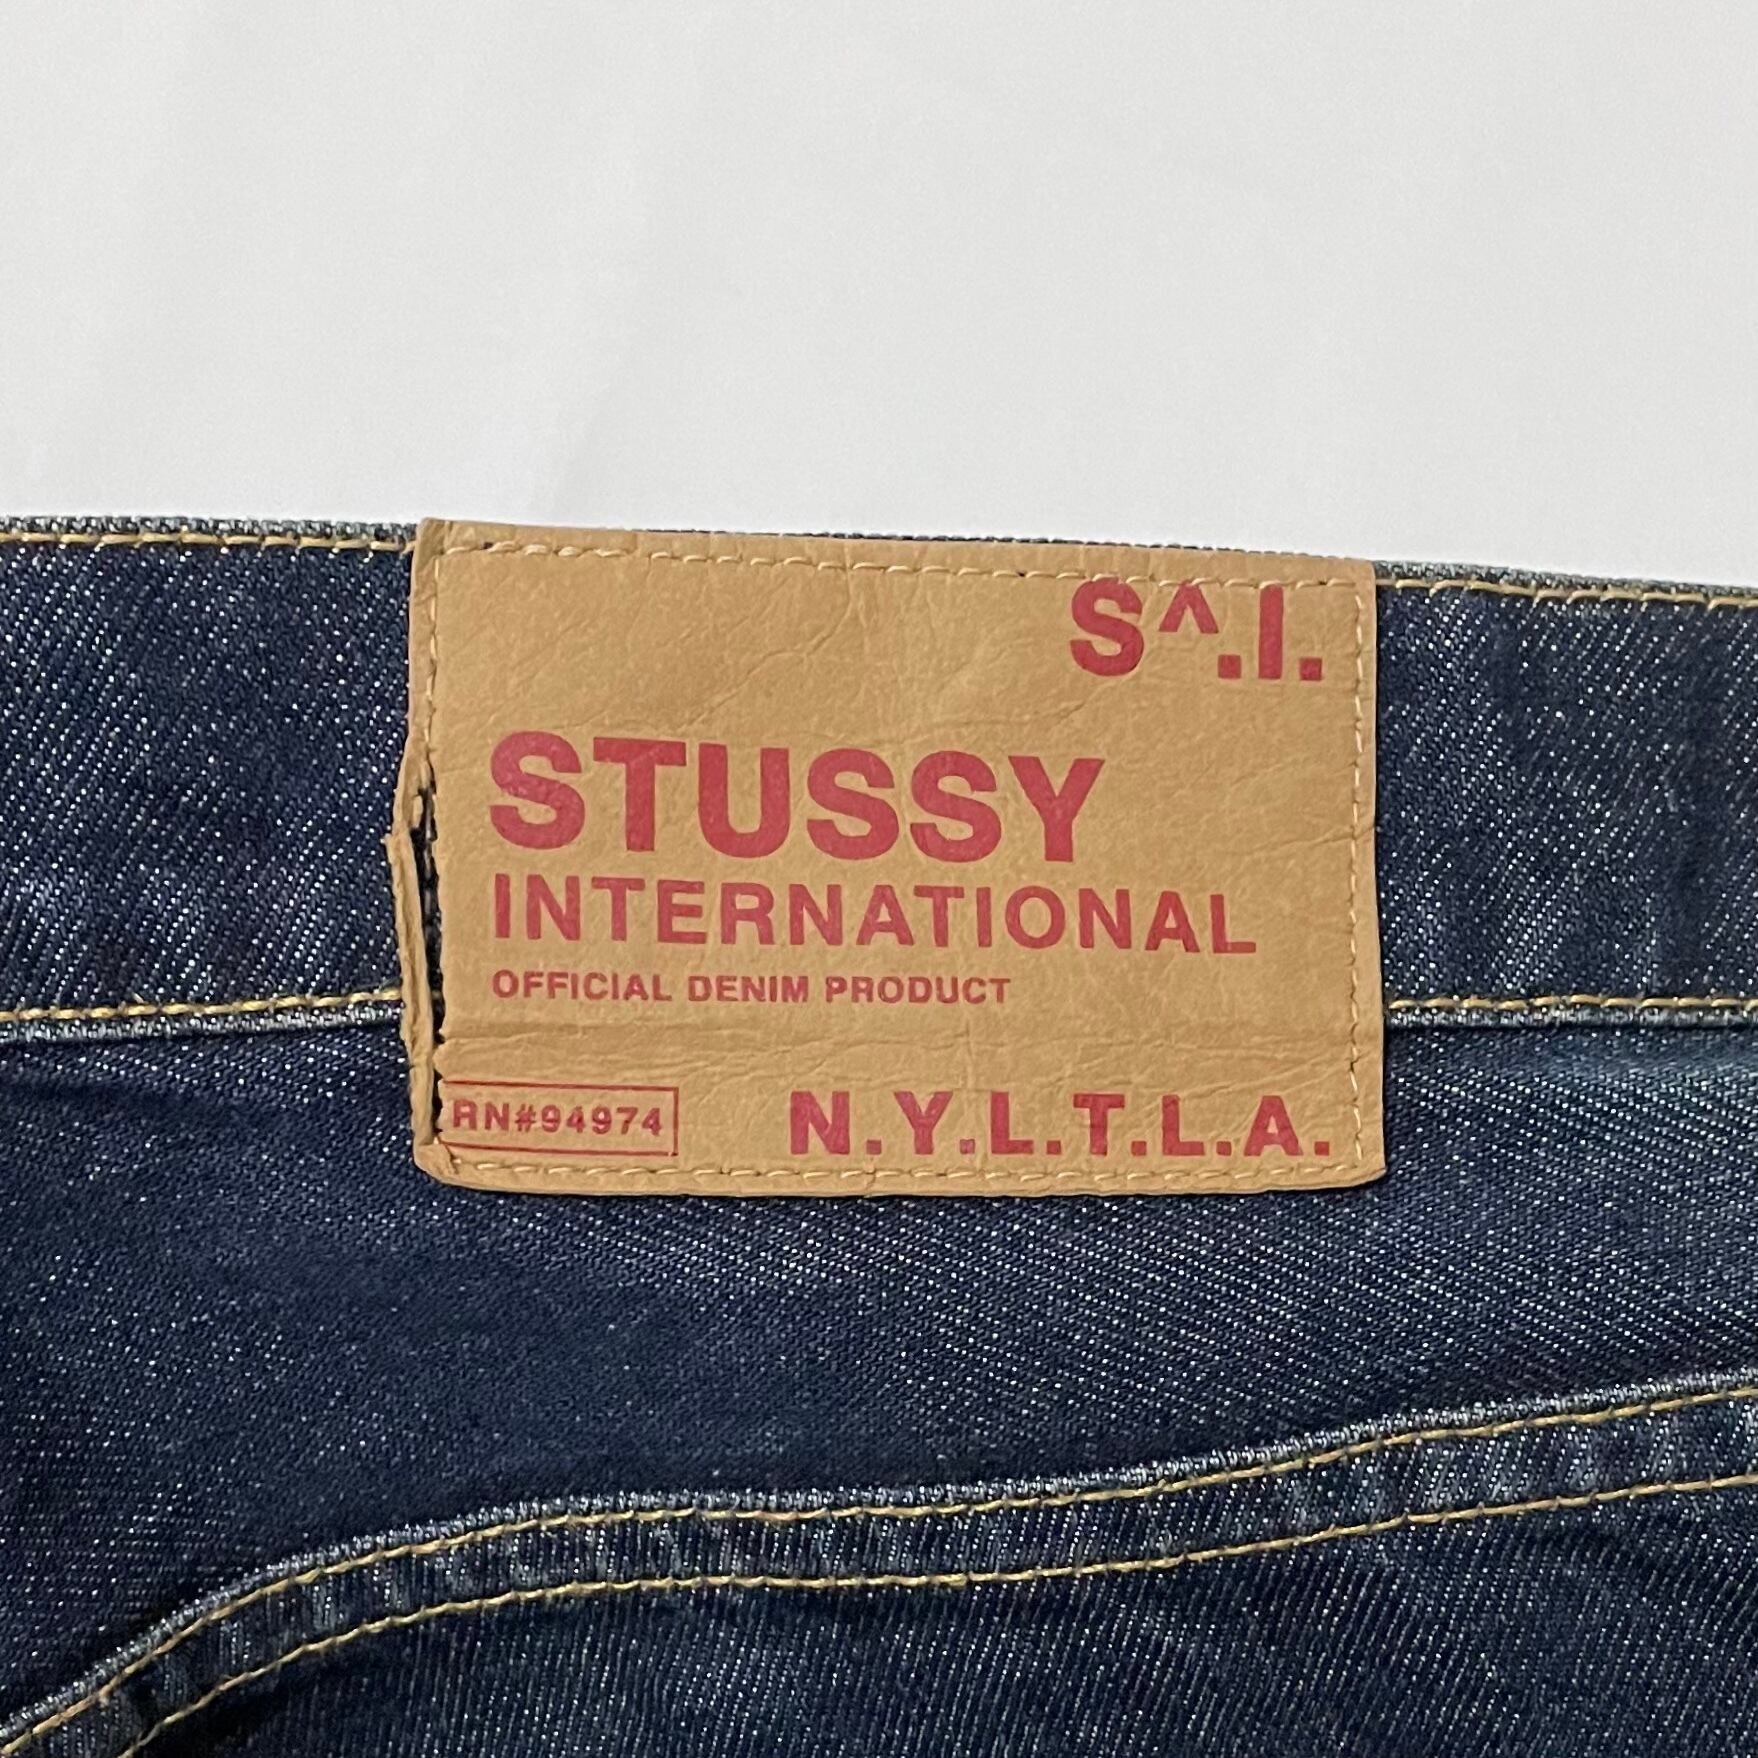 S^.I.
STUSSY
INTERNATIONAL
OFFICIAL DENIM PRODUCT
RN#94974 N.Y.L.T.L.A.